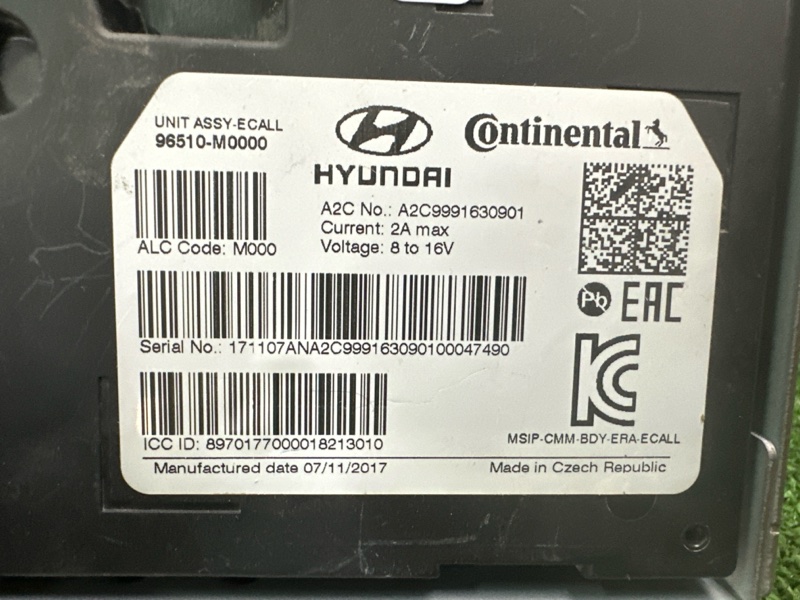 UNIT ASSY-ECALL
96510-M0000
HYUNDAI
Continental
A2C No.: A2C9991630901
Current: 2A max
Voltage: 8 to 16V
ALC Code: M000
Pb
EAC
Serial No.: 171107ANA2C999163090100047490
KC
ICC ID: 8970177000018213010
MSIP-CMM-BDY-ERA-ECALL
Manufactured date 07/11/2017
Made in Czech Republic